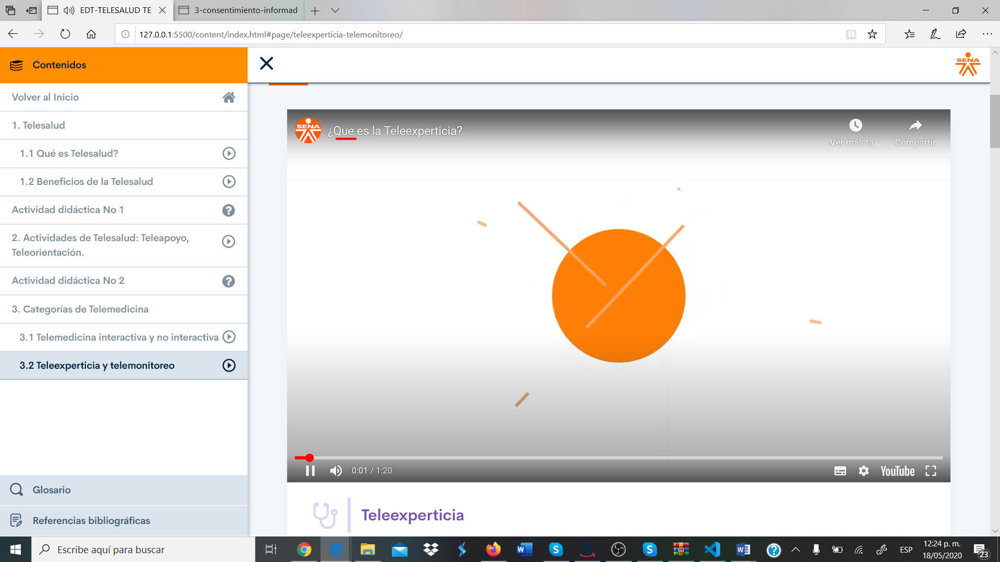 EDT-TELESALUD TE
3-consentimiento-informad
127.0.0.1:5500/content/index.html#page/teleexperticia-telemonitoreo/
Contenidos
SENA
Volver al Inicio
1. Telesalud
1.1 Qué es Telesalud?
1.2 Beneficios de la Telesalud
Actividad didáctica No 1
2. Actividades de Telesalud: Teleapoyo,
Teleorientación.
Actividad didáctica No 2
3. Categorías de Telemedicina
3.1 Telemedicina interactiva y no interactiva
3.2 Teleexperticia y telemonitoreo
Glosario
Referencias bibliográficas
SENA
¿Que es la Teleexperticia?
Ver más ta...
Compartir
0:01 / 1:20
YouTube
Teleexperticia
Escribe aquí para buscar
ESP
12:24 p. m.
18/05/2020
23